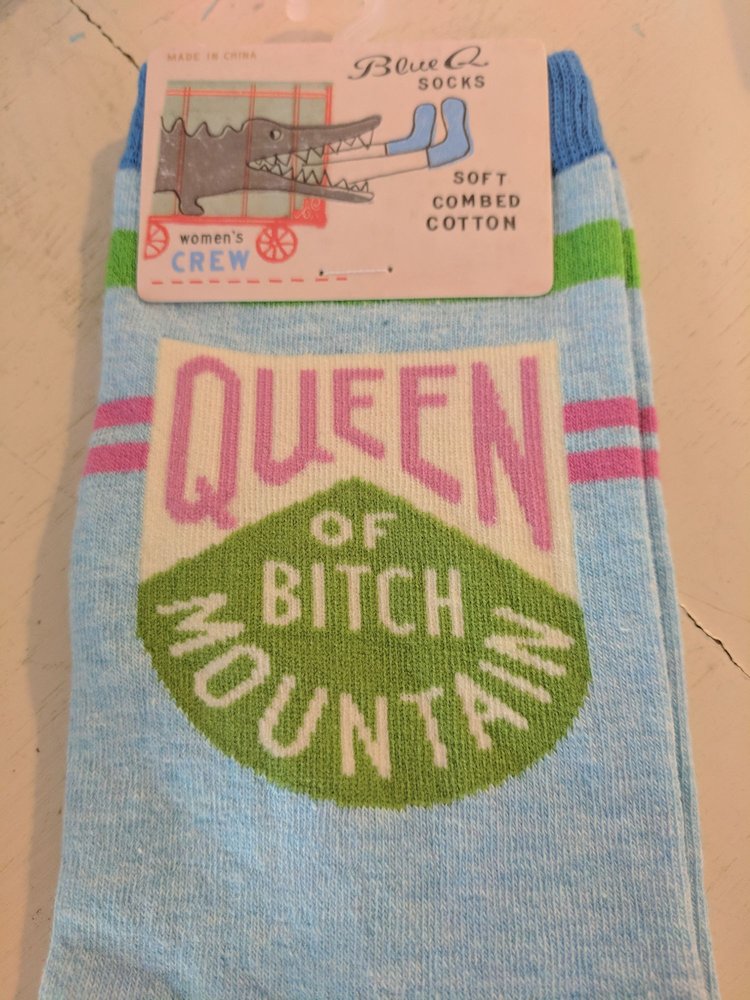 MADE IN CHINA
Blue Q
SOCKS
SOFT
COMBED
COTTON
women's
CREW
QUEEN
OF
BITCH
MOUNTAIN